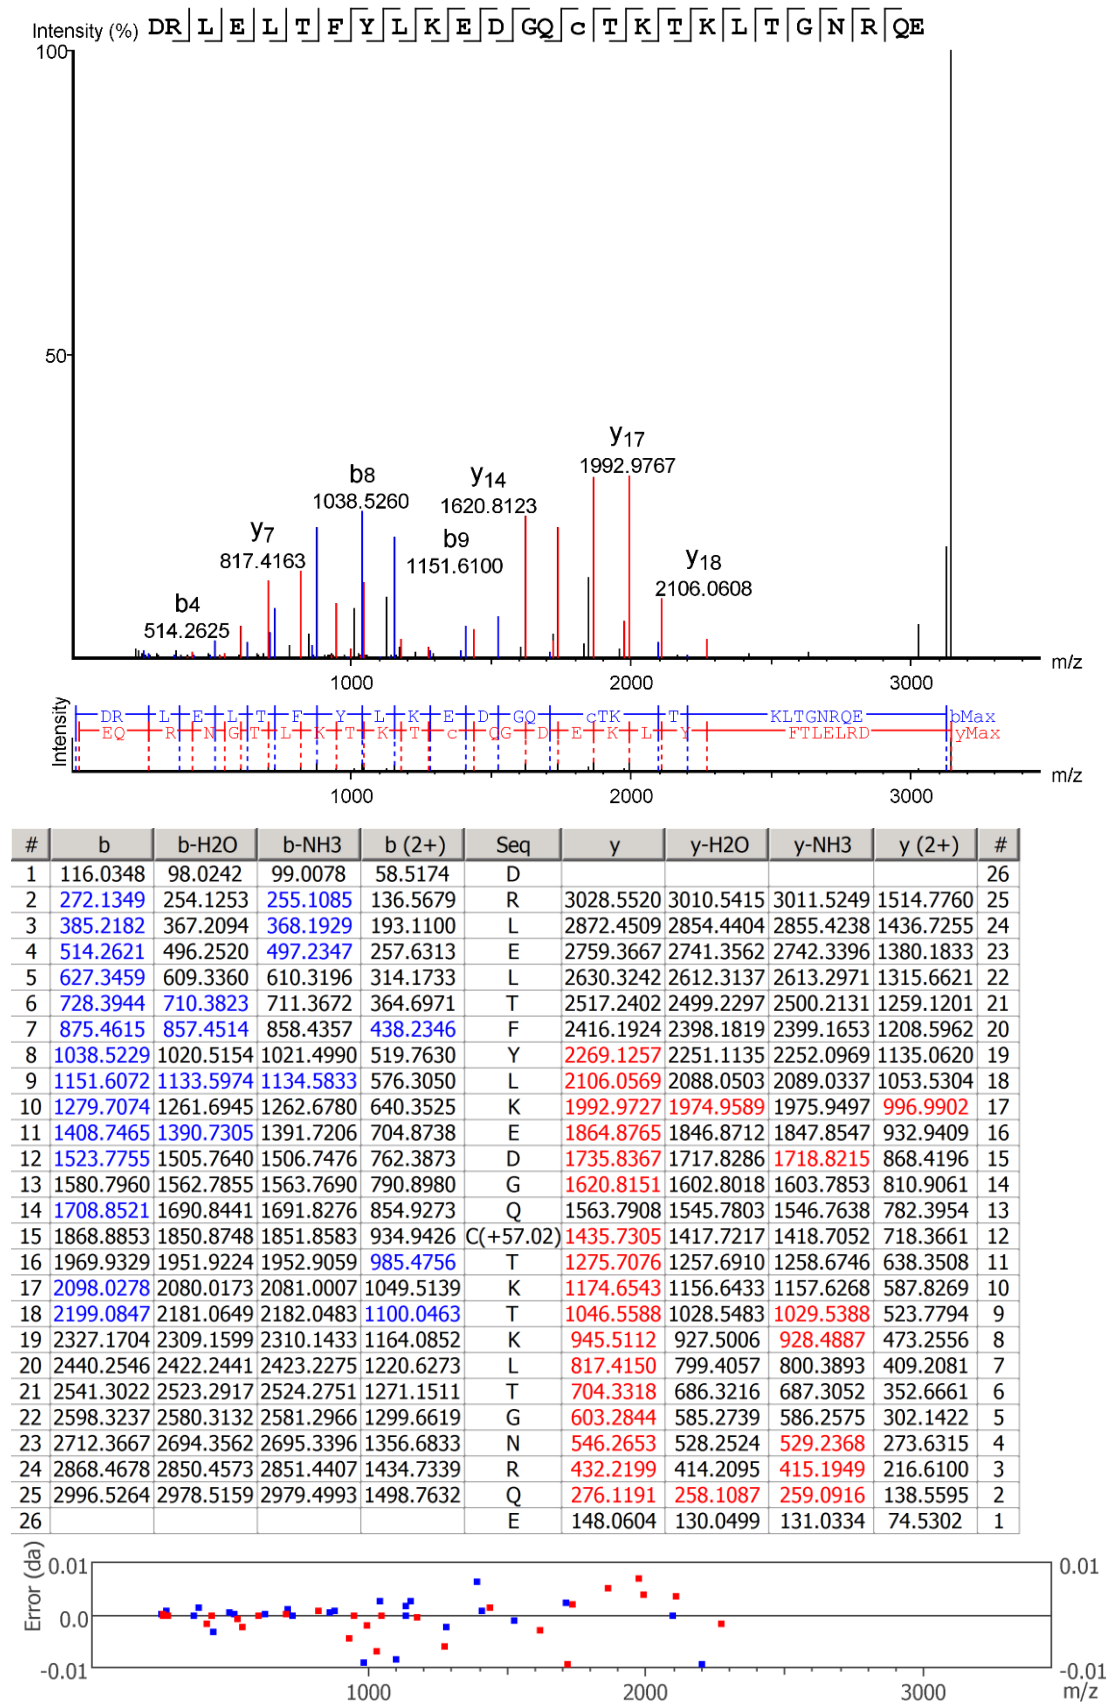 Intensity (%) DR L E L T F Y L K E D GQ c T K T K L T G N R QE
100
50
y17
1992.9767
b8
1038.5260
y14
1620.8123
y7
817.4163
b9
1151.6100
y18
2106.0608
b4
514.2625
m/z
1000 2000 3000
Intensity
DR L E L T F Y L K E D GQ cTK T KLTGNRQE bMax
EQ R N G T L K T K T c QG D E K L Y FTLELRD yMax
m/z
1000 2000 3000
# b b-H2O b-NH3 b (2+) Seq y y-H2O y-NH3 y (2+) #
1 116.0348 98.0242 99.0078 58.5174 D 26
2 272.1349 254.1253 255.1085 136.5679 R 3028.5520 3010.5415 3011.5249 1514.7760 25
3 385.2182 367.2094 368.1929 193.1100 L 2872.4509 2854.4404 2855.4238 1436.7255 24
4 514.2621 496.2520 497.2347 257.6313 E 2759.3667 2741.3562 2742.3396 1380.1833 23
5 627.3459 609.3360 610.3196 314.1733 L 2630.3242 2612.3137 2613.2971 1315.6621 22
6 728.3944 710.3823 711.3672 364.6971 T 2517.2402 2499.2297 2500.2131 1259.1201 21
7 875.4615 857.4514 858.4357 438.2346 F 2416.1924 2398.1819 2399.1653 1208.5962 20
8 1038.5229 1020.5154 1021.4990 519.7630 Y 2269.1257 2251.1135 2252.0969 1135.0620 19
9 1151.6072 1133.5974 1134.5833 576.3050 L 2106.0569 2088.0503 2089.0337 1053.5304 18
10 1279.7074 1261.6945 1262.6780 640.3525 K 1992.9727 1974.9589 1975.9497 996.9902 17
11 1408.7465 1390.7305 1391.7206 704.8738 E 1864.8765 1846.8712 1847.8547 932.9409 16
12 1523.7755 1505.7640 1506.7476 762.3873 D 1735.8367 1717.8286 1718.8215 868.4196 15
13 1580.7960 1562.7855 1563.7690 790.8980 G 1620.8151 1602.8018 1603.7853 810.9061 14
14 1708.8521 1690.8441 1691.8276 854.9273 Q 1563.7908 1545.7803 1546.7638 782.3954 13
15 1868.8853 1850.8748 1851.8583 934.9426 C(+57.02) 1435.7305 1417.7217 1418.7052 718.3661 12
16 1969.9329 1951.9224 1952.9059 985.4756 T 1275.7076 1257.6910 1258.6746 638.3508 11
17 2098.0278 2080.0173 2081.0007 1049.5139 K 1174.6543 1156.6433 1157.6268 587.8269 10
18 2199.0847 2181.0649 2182.0483 1100.0463 T 1046.5588 1028.5483 1029.5388 523.7794 9
19 2327.1704 2309.1599 2310.1433 1164.0852 K 945.5112 927.5006 928.4887 473.2556 8
20 2440.2546 2422.2441 2423.2275 1220.6273 L 817.4150 799.4057 800.3893 409.2081 7
21 2541.3022 2523.2917 2524.2751 1271.1511 T 704.3318 686.3216 687.3052 352.6661 6
22 2598.3237 2580.3132 2581.2966 1299.6619 G 603.2844 585.2739 586.2575 302.1422 5
23 2712.3667 2694.3562 2695.3396 1356.6833 N 546.2653 528.2524 529.2368 273.6315 4
24 2868.4678 2850.4573 2851.4407 1434.7339 R 432.2199 414.2095 415.1949 216.6100 3
25 2996.5264 2978.5159 2979.4993 1498.7632 Q 276.1191 258.1087 259.0916 138.5595 2
26 E 148.0604 130.0499 131.0334 74.5302 1
Error (da)
0.01 0.01
0.0
-0.01 -0.01
1000 2000 3000 m/z